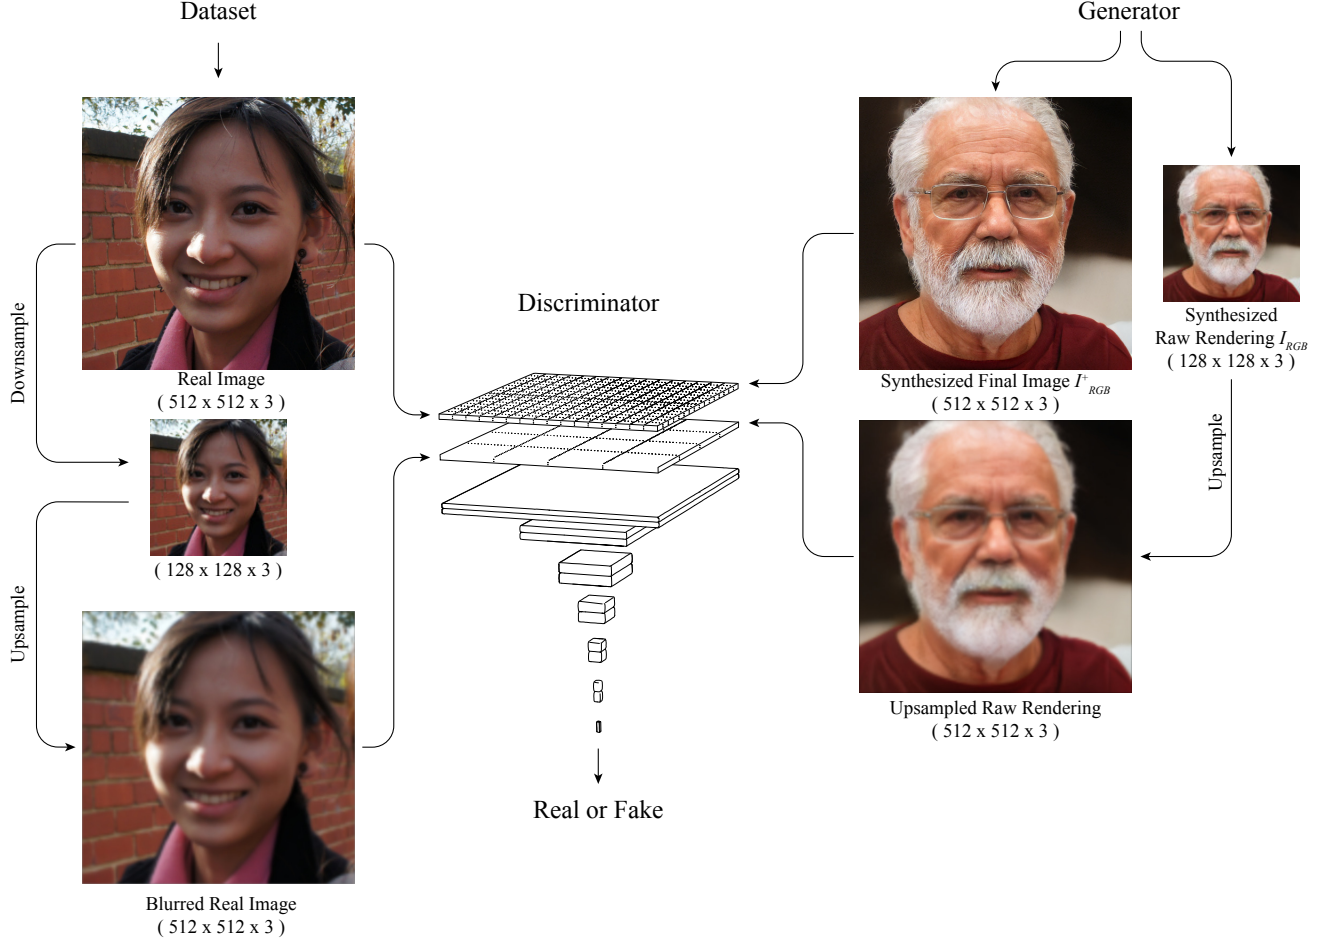 Dataset
Generator
Discriminator
Downsample
Real Image
( 512 x 512 x 3 )
( 128 x 128 x 3 )
Upsample
Blurred Real Image
( 512 x 512 x 3 )
Real or Fake
Synthesized Final Image I⁺RGB
( 512 x 512 x 3 )
Synthesized
Raw Rendering IRGB
( 128 x 128 x 3 )
Upsample
Upsampled Raw Rendering
( 512 x 512 x 3 )